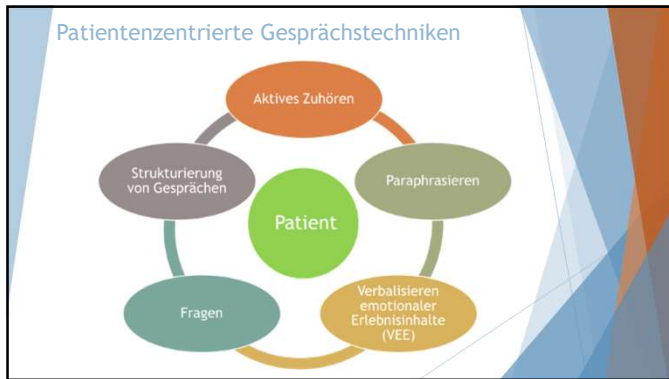 Patientenzentrierte Gesprächstechniken
Aktives Zuhören
Paraphrasieren
Verbalisieren
emotionaler
Erlebnisinhalte
(VEE)
Fragen
Strukturierung
von Gesprächen
Patient